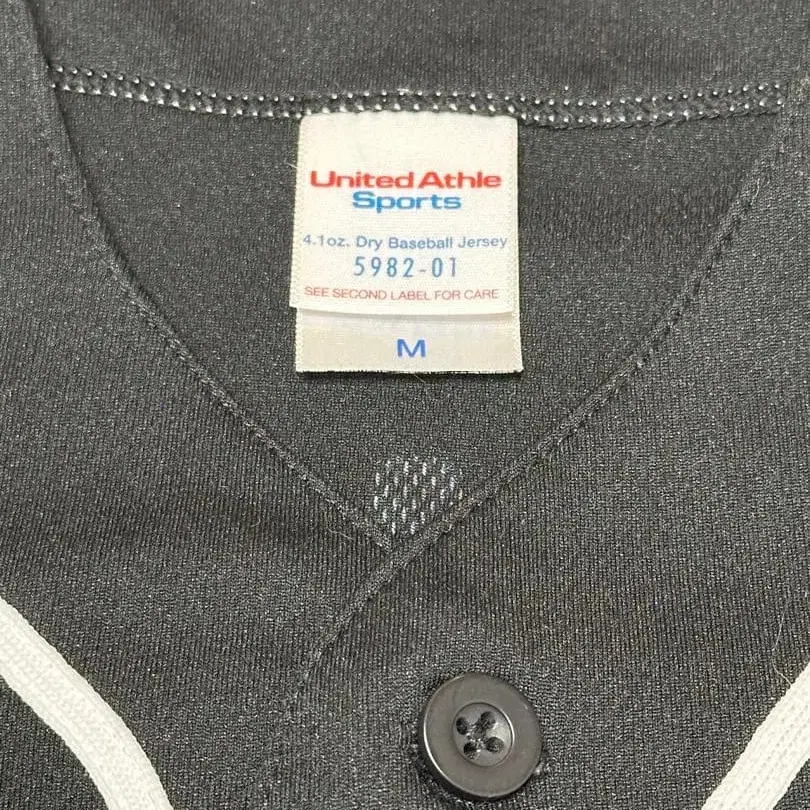 United Athle
Sports
4.1oz. Dry Baseball Jersey
5982-01
SEE SECOND LABEL FOR CARE
M